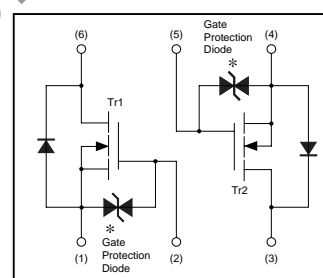 Gate
Protection
Diode
(6)
(5)
(4)
*
Tr1
Tr2
*
Gate
Protection
Diode
(1)
(2)
(3)